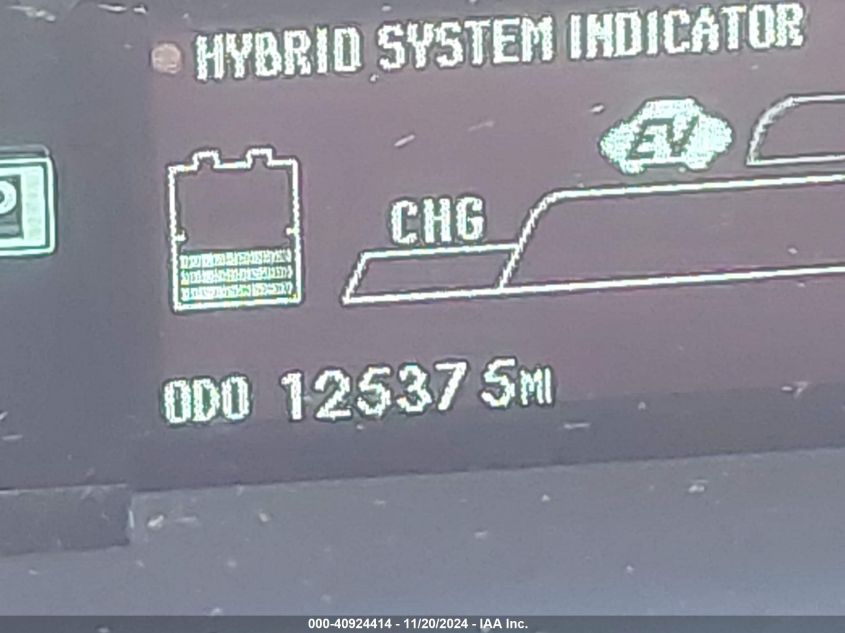 HYBRID SYSTEM INDICATOR
EV
P
CHG
ODO 125375MI
000-40924414 - 11/20/2024 - IAA Inc.